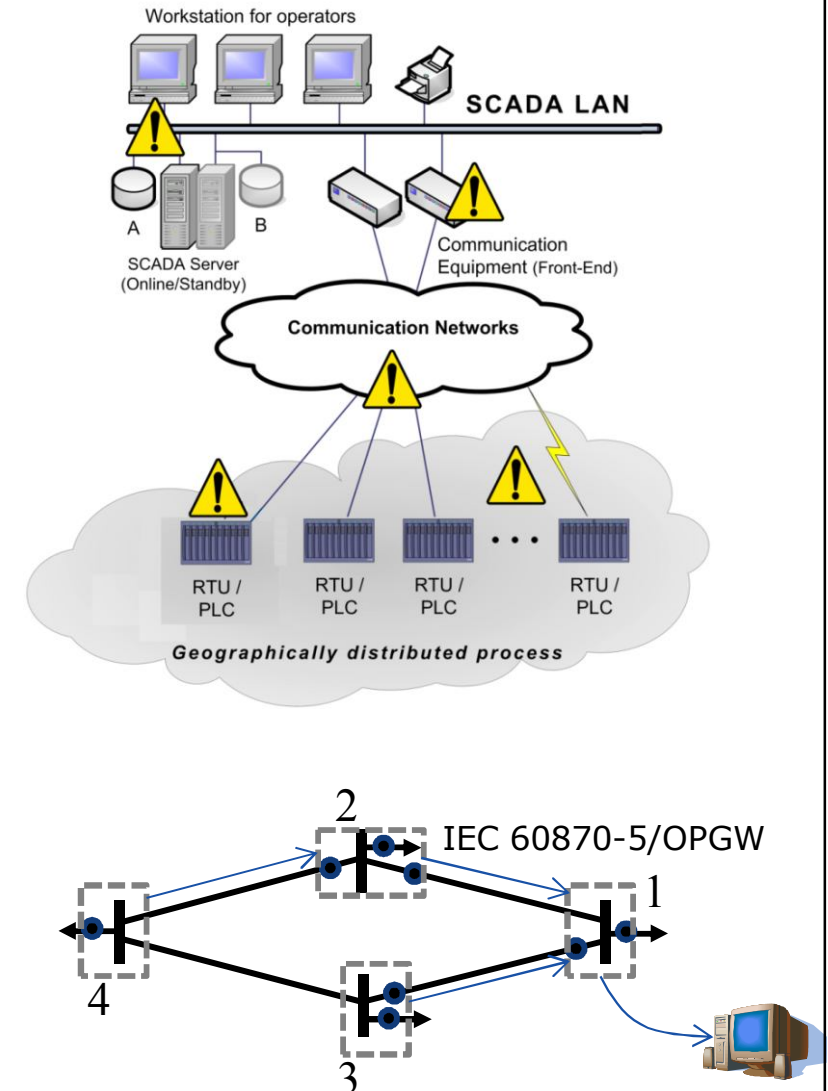 Workstation for operators
SCADA LAN
A
B
SCADA Server
(Online/Standby)
Communication
Equipment (Front-End)
Communication Networks
RTU /
PLC
RTU /
PLC
RTU /
PLC
RTU /
PLC
Geographically distributed process
2
IEC 60870-5/OPGW
1
4
3